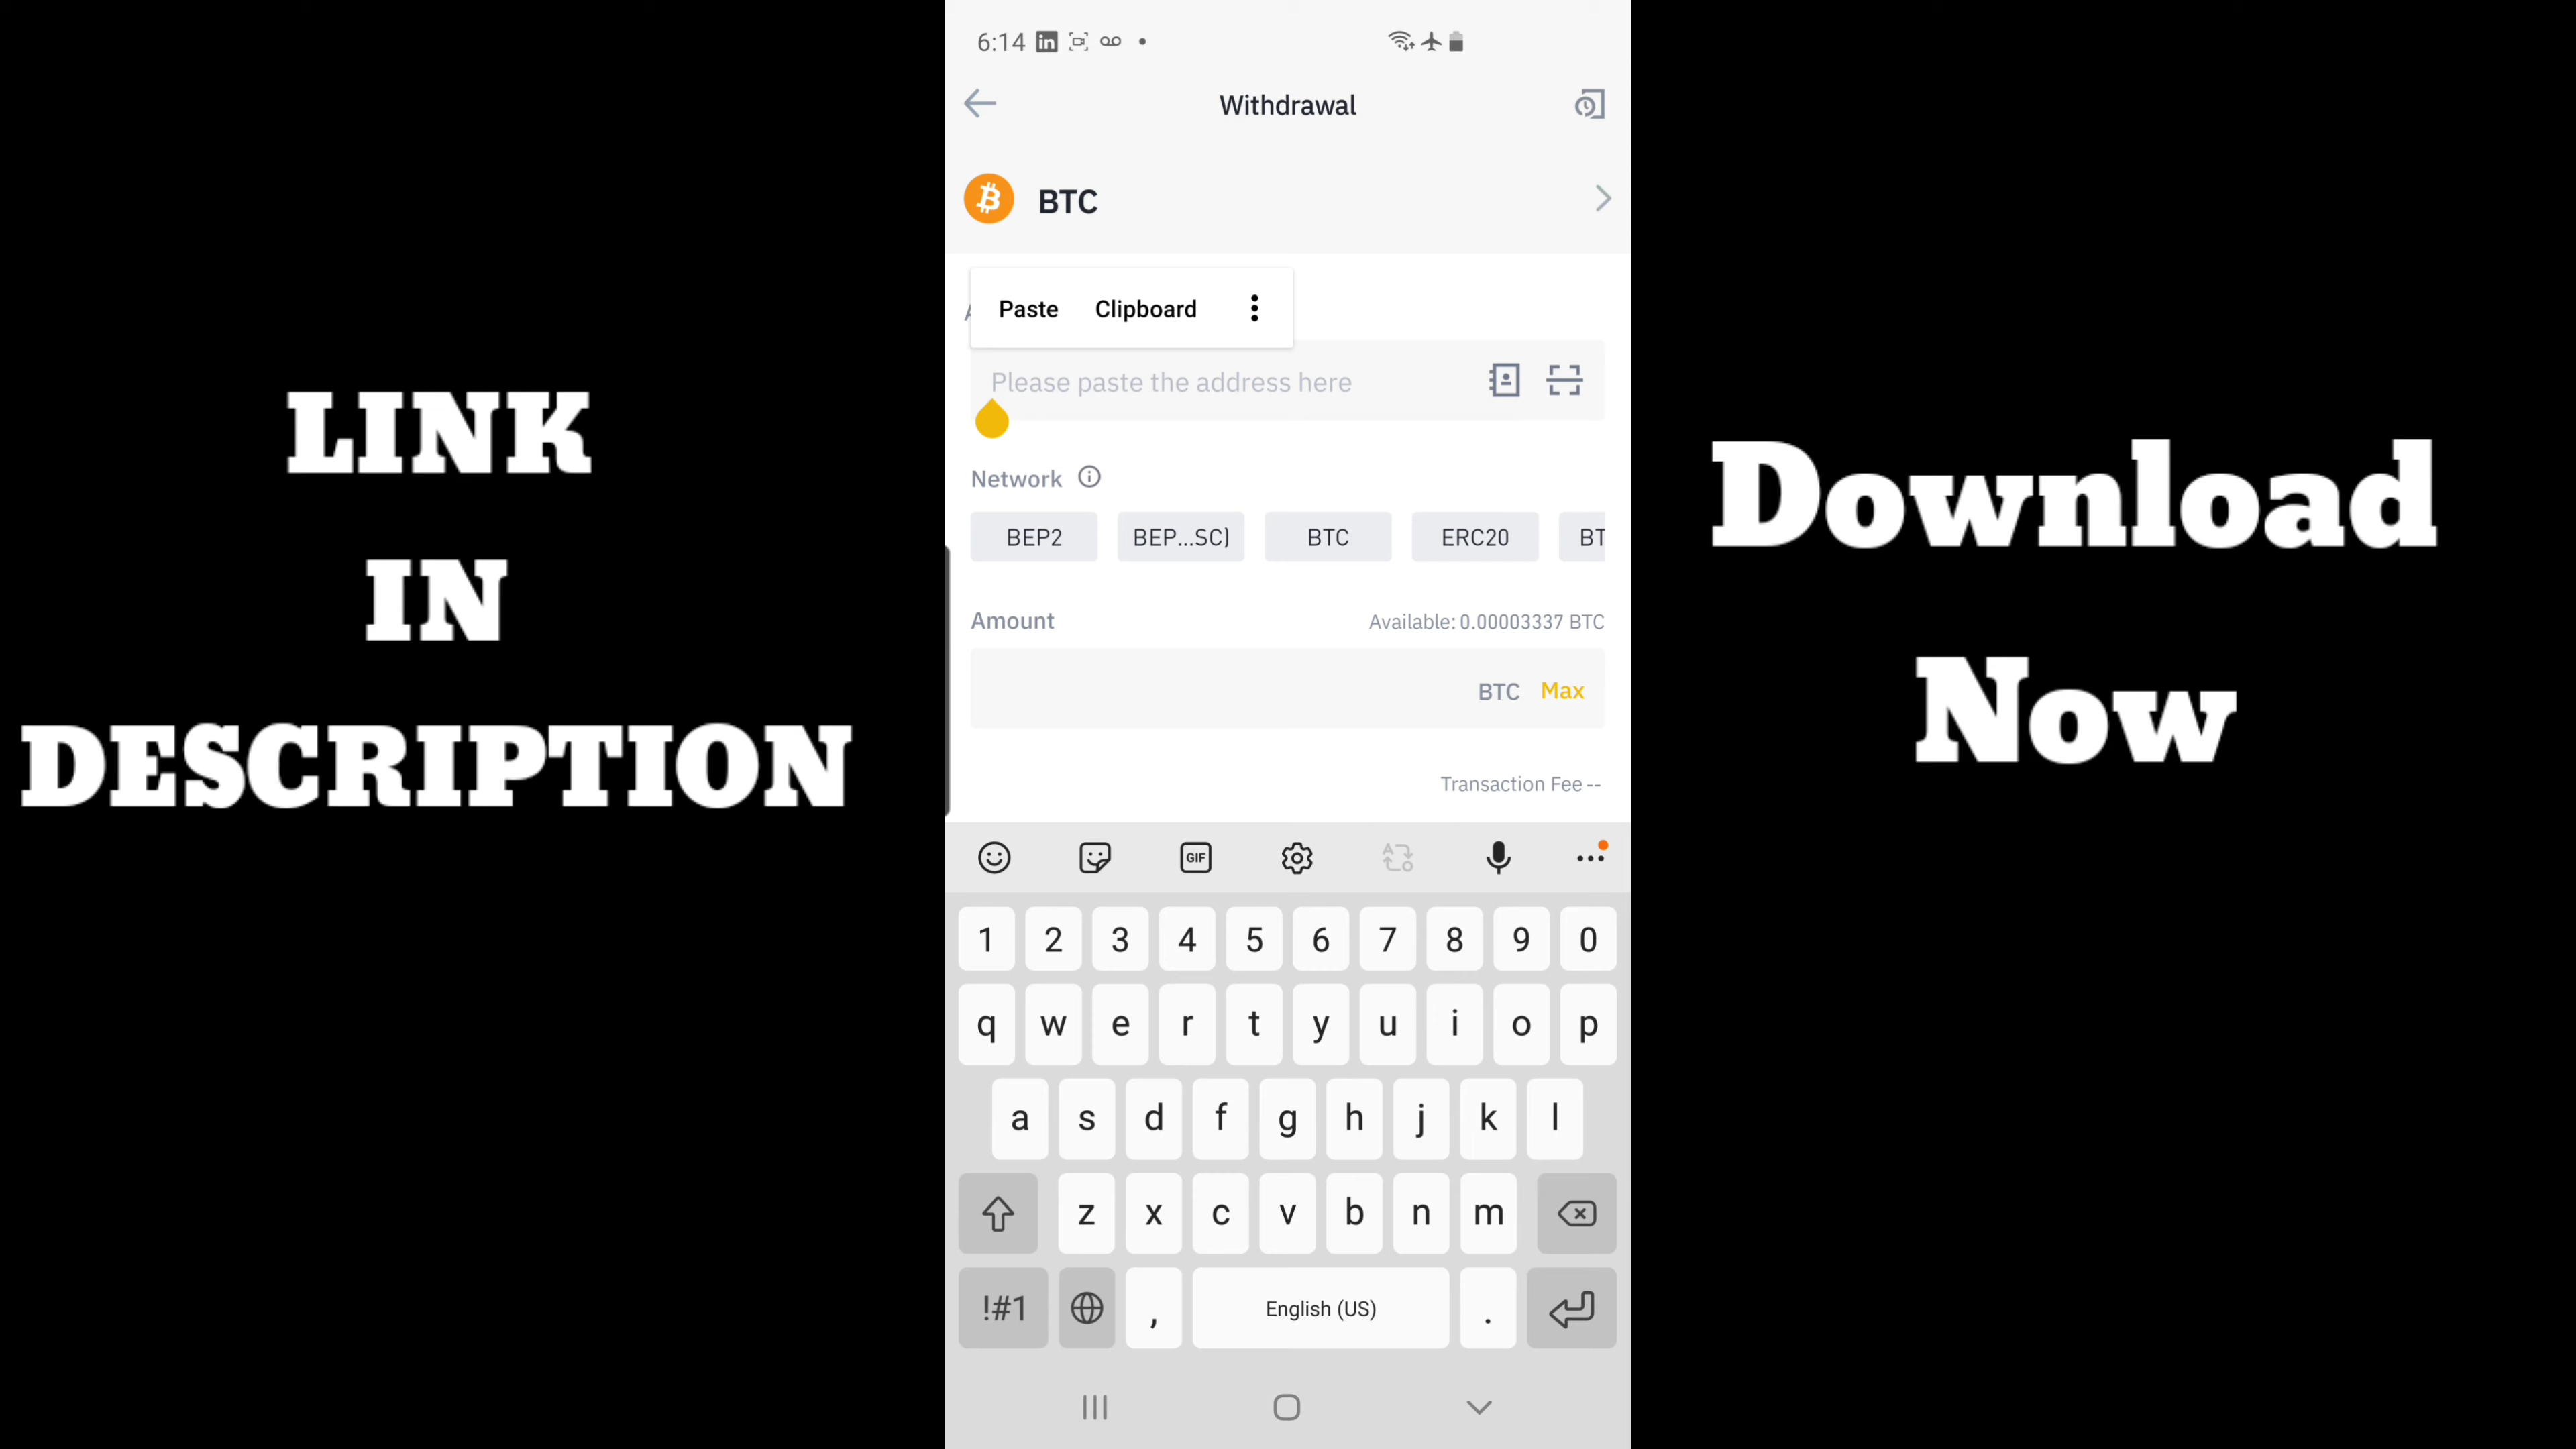 LINK
IN
DESCRIPTION
6:14
Withdrawal
BTC
Paste Clipboard
Please paste the address here
Network
BEP2 BEP...SC) BTC ERC20 BT
Amount Available: 0.00003337 BTC
BTC Max
Transaction Fee --
GIF
1 2 3 4 5 6 7 8 9 0
q w e r t y u i o p
a s d f g h j k l
z x c v b n m
!#1 , English (US) .
Download
Now